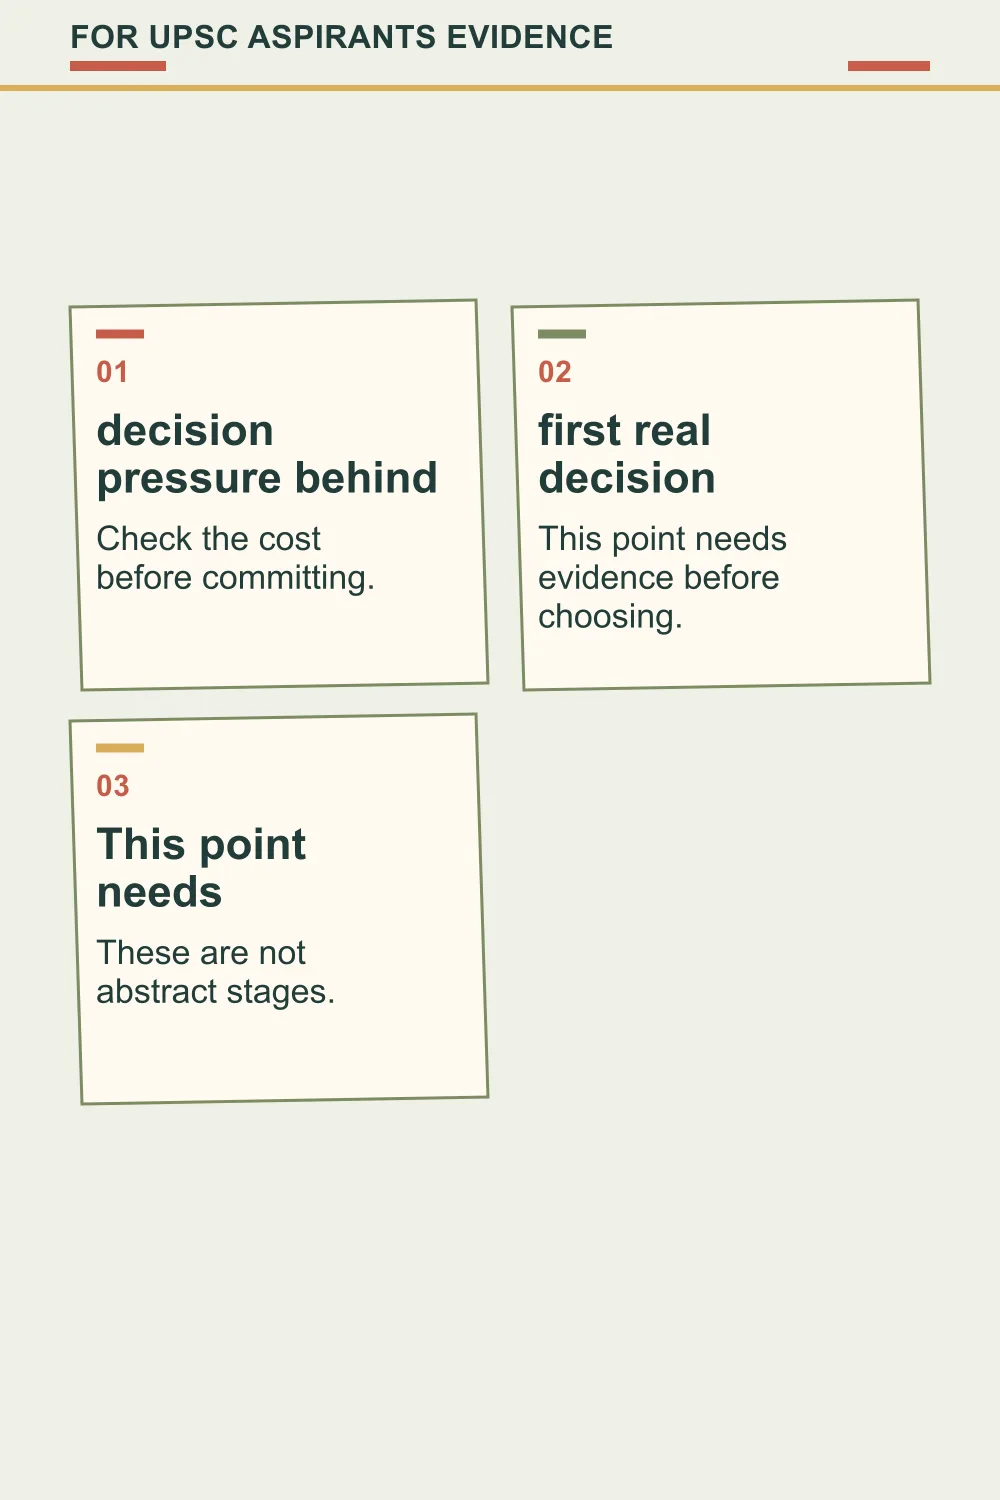 FOR UPSC ASPIRANTS EVIDENCE
01
decision
pressure behind
Check the cost
before committing.
02
first real
decision
This point needs
evidence before
choosing.
03
This point
needs
These are not
abstract stages.